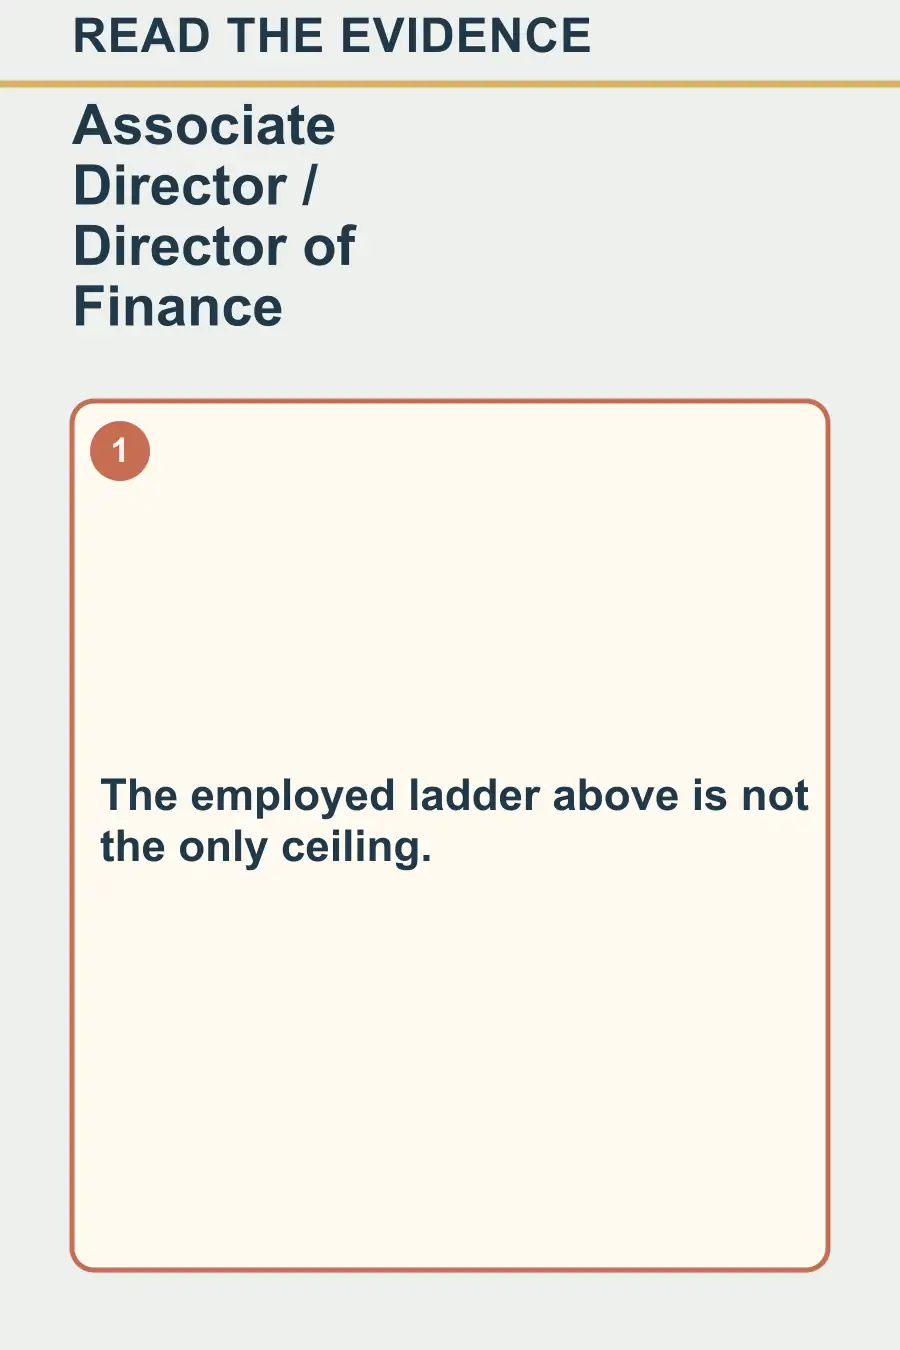 READ THE EVIDENCE
Associate
Director /
Director of
Finance
1
The employed ladder above is not
the only ceiling.